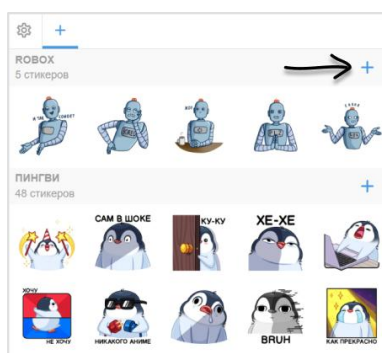 ROBOX
5 стикеров
ПИНГВИ
48 стикеров
САМ В ШОКЕ
КУ-КУ
ХЕ-ХЕ
ХОЧУ
НЕ ХОЧУ
НИКАКОГО АНИМЕ
BRUH
КАК ПРЕКРАСНО